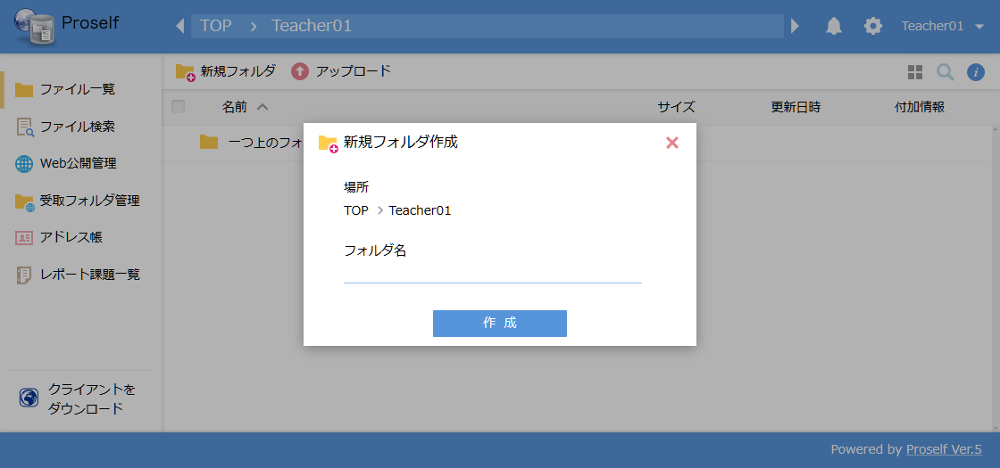 Proself
TOP > Teacher01
Teacher01
新規フォルダ アップロード
ファイル一覧
ファイル検索
Web公開管理
受取フォルダ管理
アドレス帳
レポート課題一覧
クライアントを
ダウンロード
名前 サイズ 更新日時 付加情報
一つ上のフォ
新規フォルダ作成
場所
TOP > Teacher01
フォルダ名
作 成
Powered by Proself Ver.5